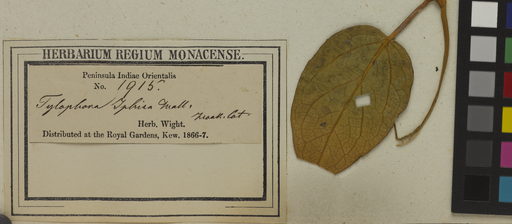 HERBARIUM REGIUM MONACENSE.
Peninsula Indiae Orientalis
No. 1915.
Tylophora Iphisia
Herb. Wight.
Distributed at the Royal Gardens, Kew. 1866-7.